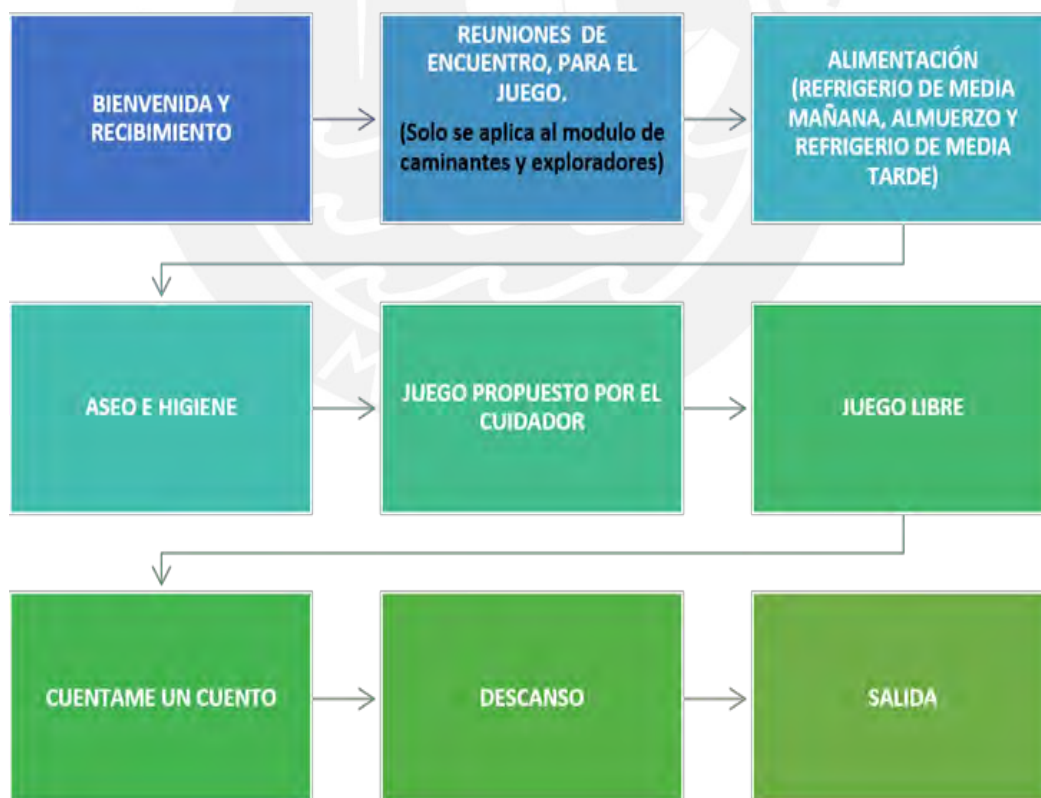 BIENVENIDA Y
RECIBIMIENTO
REUNIONES DE
ENCUENTRO, PARA EL
JUEGO.
(Solo se aplica al modulo de
caminantes y exploradores)
ALIMENTACIÓN
(REFRIGERIO DE MEDIA
MAÑANA, ALMUERZO Y
REFRIGERIO DE MEDIA
TARDE)
ASEO E HIGIENE
JUEGO PROPUESTO POR EL
CUIDADOR
JUEGO LIBRE
CUENTAME UN CUENTO
DESCANSO
SALIDA